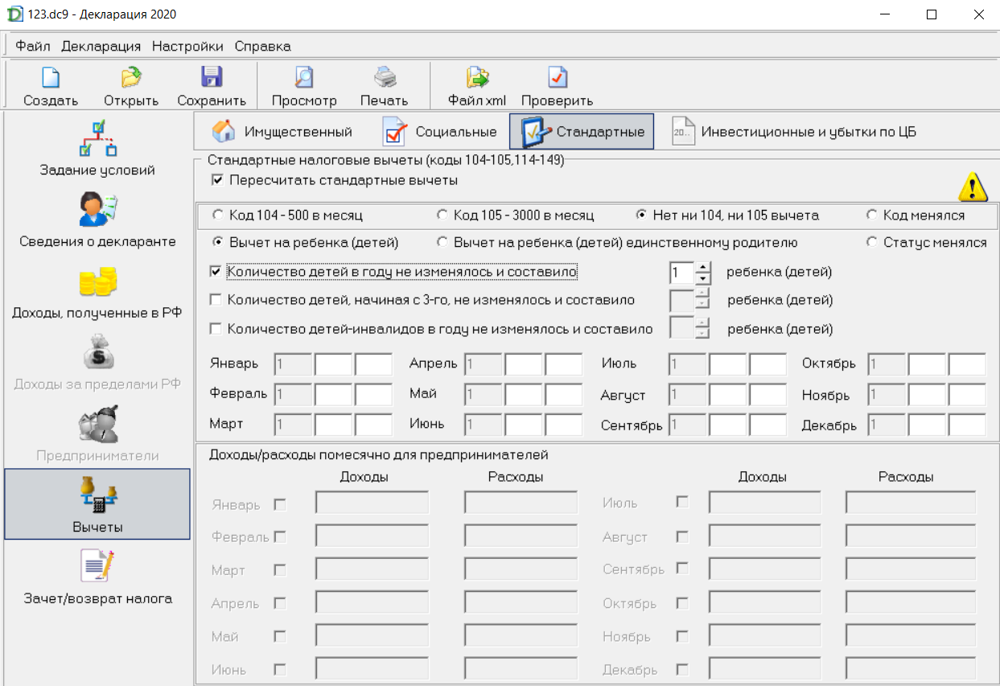 123.dc9 - Декларация 2020
Файл Декларация Настройки Справка
Создать Открыть Сохранить Просмотр Печать Файл xml Проверить
Задание условий
Сведения о декларанте
Доходы, полученные в РФ
Доходы за пределами РФ
Предприниматели
Вычеты
Зачет/возврат налога
Имущественный Социальные Стандартные 20.. Инвестиционные и убытки по ЦБ
Стандартные налоговые вычеты (коды 104-105,114-149)
Пересчитать стандартные вычеты
Код 104 - 500 в месяц Код 105 - 3000 в месяц Нет ни 104, ни 105 вычета Код менялся
Вычет на ребенка (детей) Вычет на ребенка (детей) единственному родителю Статус менялся
Количество детей в году не изменялось и составило 1 ребенка (детей)
Количество детей, начиная с 3-го, не изменялось и составило ребенка (детей)
Количество детей-инвалидов в году не изменялось и составило ребенка (детей)
Январь 1 Апрель 1 Июль 1 Октябрь 1
Февраль 1 Май 1 Август 1 Ноябрь 1
Март 1 Июнь 1 Сентябрь 1 Декабрь 1
Доходы/расходы помесячно для предпринимателей
Доходы Расходы Доходы Расходы
Январь Июль
Февраль Август
Март Сентябрь
Апрель Октябрь
Май Ноябрь
Июнь Декабрь